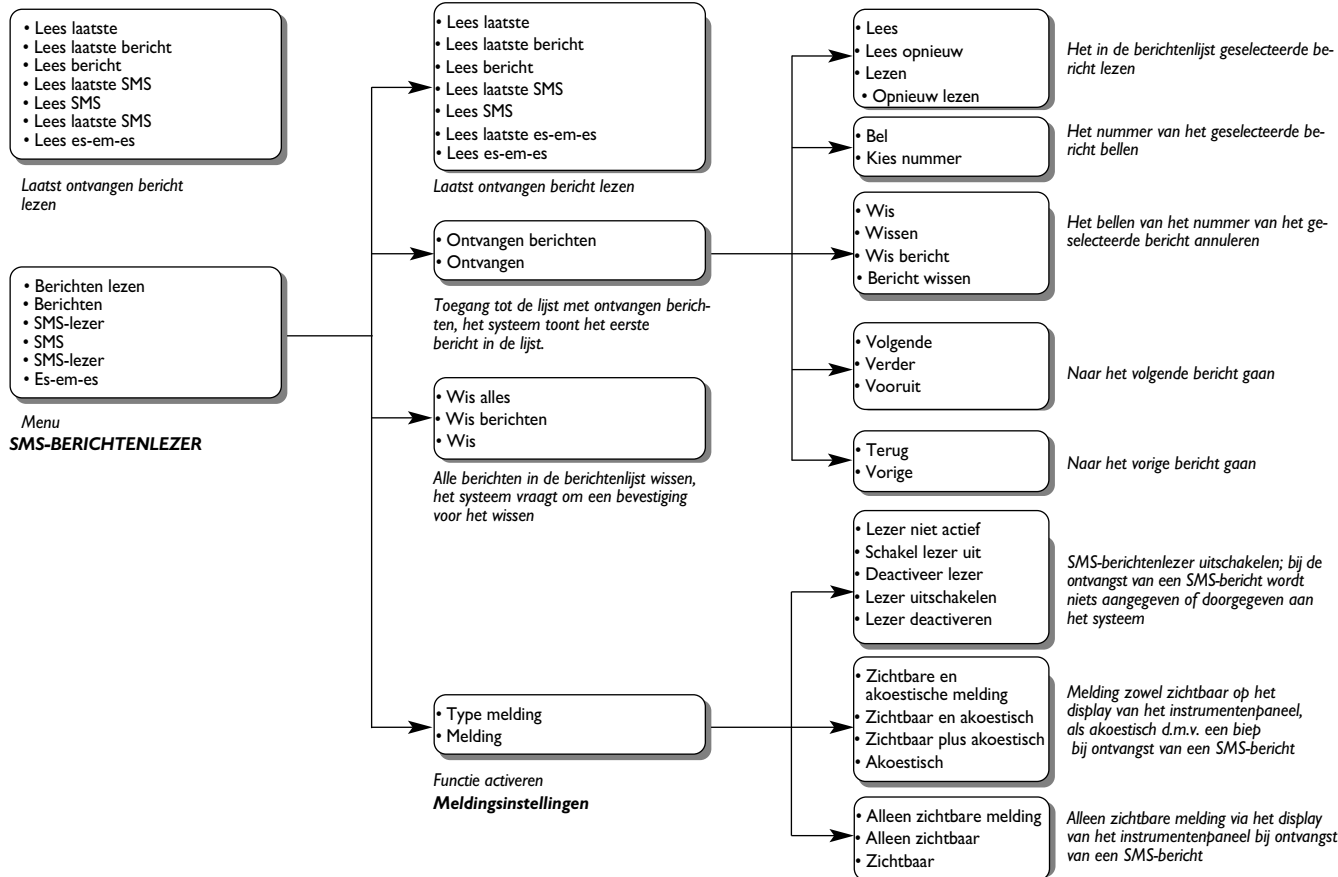 • Lees laatste
• Lees laatste bericht
• Lees bericht
• Lees laatste SMS
• Lees SMS
• Lees laatste SMS
• Lees es-em-es
Laatst ontvangen bericht
lezen
• Berichten lezen
• Berichten
• SMS-lezer
• SMS
• SMS-lezer
• Es-em-es
Menu
SMS-BERICHTENLEZER
• Lees laatste
• Lees laatste bericht
• Lees bericht
• Lees laatste SMS
• Lees SMS
• Lees laatste es-em-es
• Lees es-em-es
Laatst ontvangen bericht lezen
• Ontvangen berichten
• Ontvangen
Toegang tot de lijst met ontvangen berich-
ten, het systeem toont het eerste
bericht in de lijst.
• Wis alles
• Wis berichten
• Wis
Alle berichten in de berichtenlijst wissen,
het systeem vraagt om een bevestiging
voor het wissen
• Type melding
• Melding
Functie activeren
Meldingsinstellingen
• Lees
• Lees opnieuw
• Lezen
• Opnieuw lezen
Het in de berichtenlijst geselecteerde be-
richt lezen
• Bel
• Kies nummer
Het nummer van het geselecteerde be-
richt bellen
• Wis
• Wissen
• Wis bericht
• Bericht wissen
Het bellen van het nummer van het ge-
selecteerde bericht annuleren
• Volgende
• Verder
• Vooruit
Naar het volgende bericht gaan
• Terug
• Vorige
Naar het vorige bericht gaan
• Lezer niet actief
• Schakel lezer uit
• Deactiveer lezer
• Lezer uitschakelen
• Lezer deactiveren
SMS-berichtenlezer uitschakelen; bij de
ontvangst van een SMS-bericht wordt
niets aangegeven of doorgegeven aan
het systeem
• Zichtbare en
akoestische melding
• Zichtbaar en akoestisch
• Zichtbaar plus akoestisch
• Akoestisch
Melding zowel zichtbaar op het
display van het instrumentenpaneel,
als akoestisch d.m.v. een biep
bij ontvangst van een SMS-bericht
• Alleen zichtbare melding
• Alleen zichtbaar
• Zichtbaar
Alleen zichtbare melding via het display
van het instrumentenpaneel bij ontvangst
van een SMS-bericht